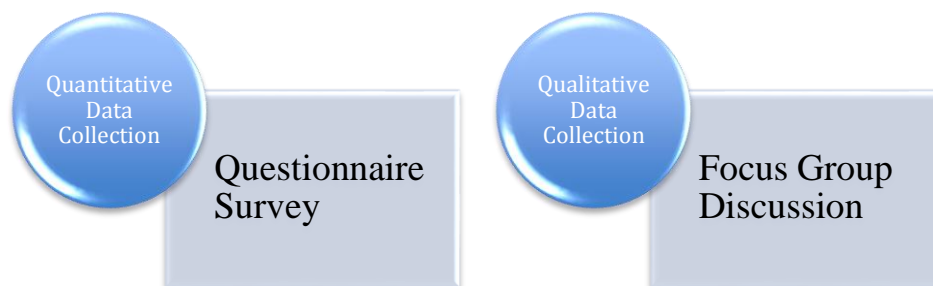 Quantitative
Data
Collection
Questionnaire
Survey
Qualitative
Data
Collection
Focus Group
Discussion